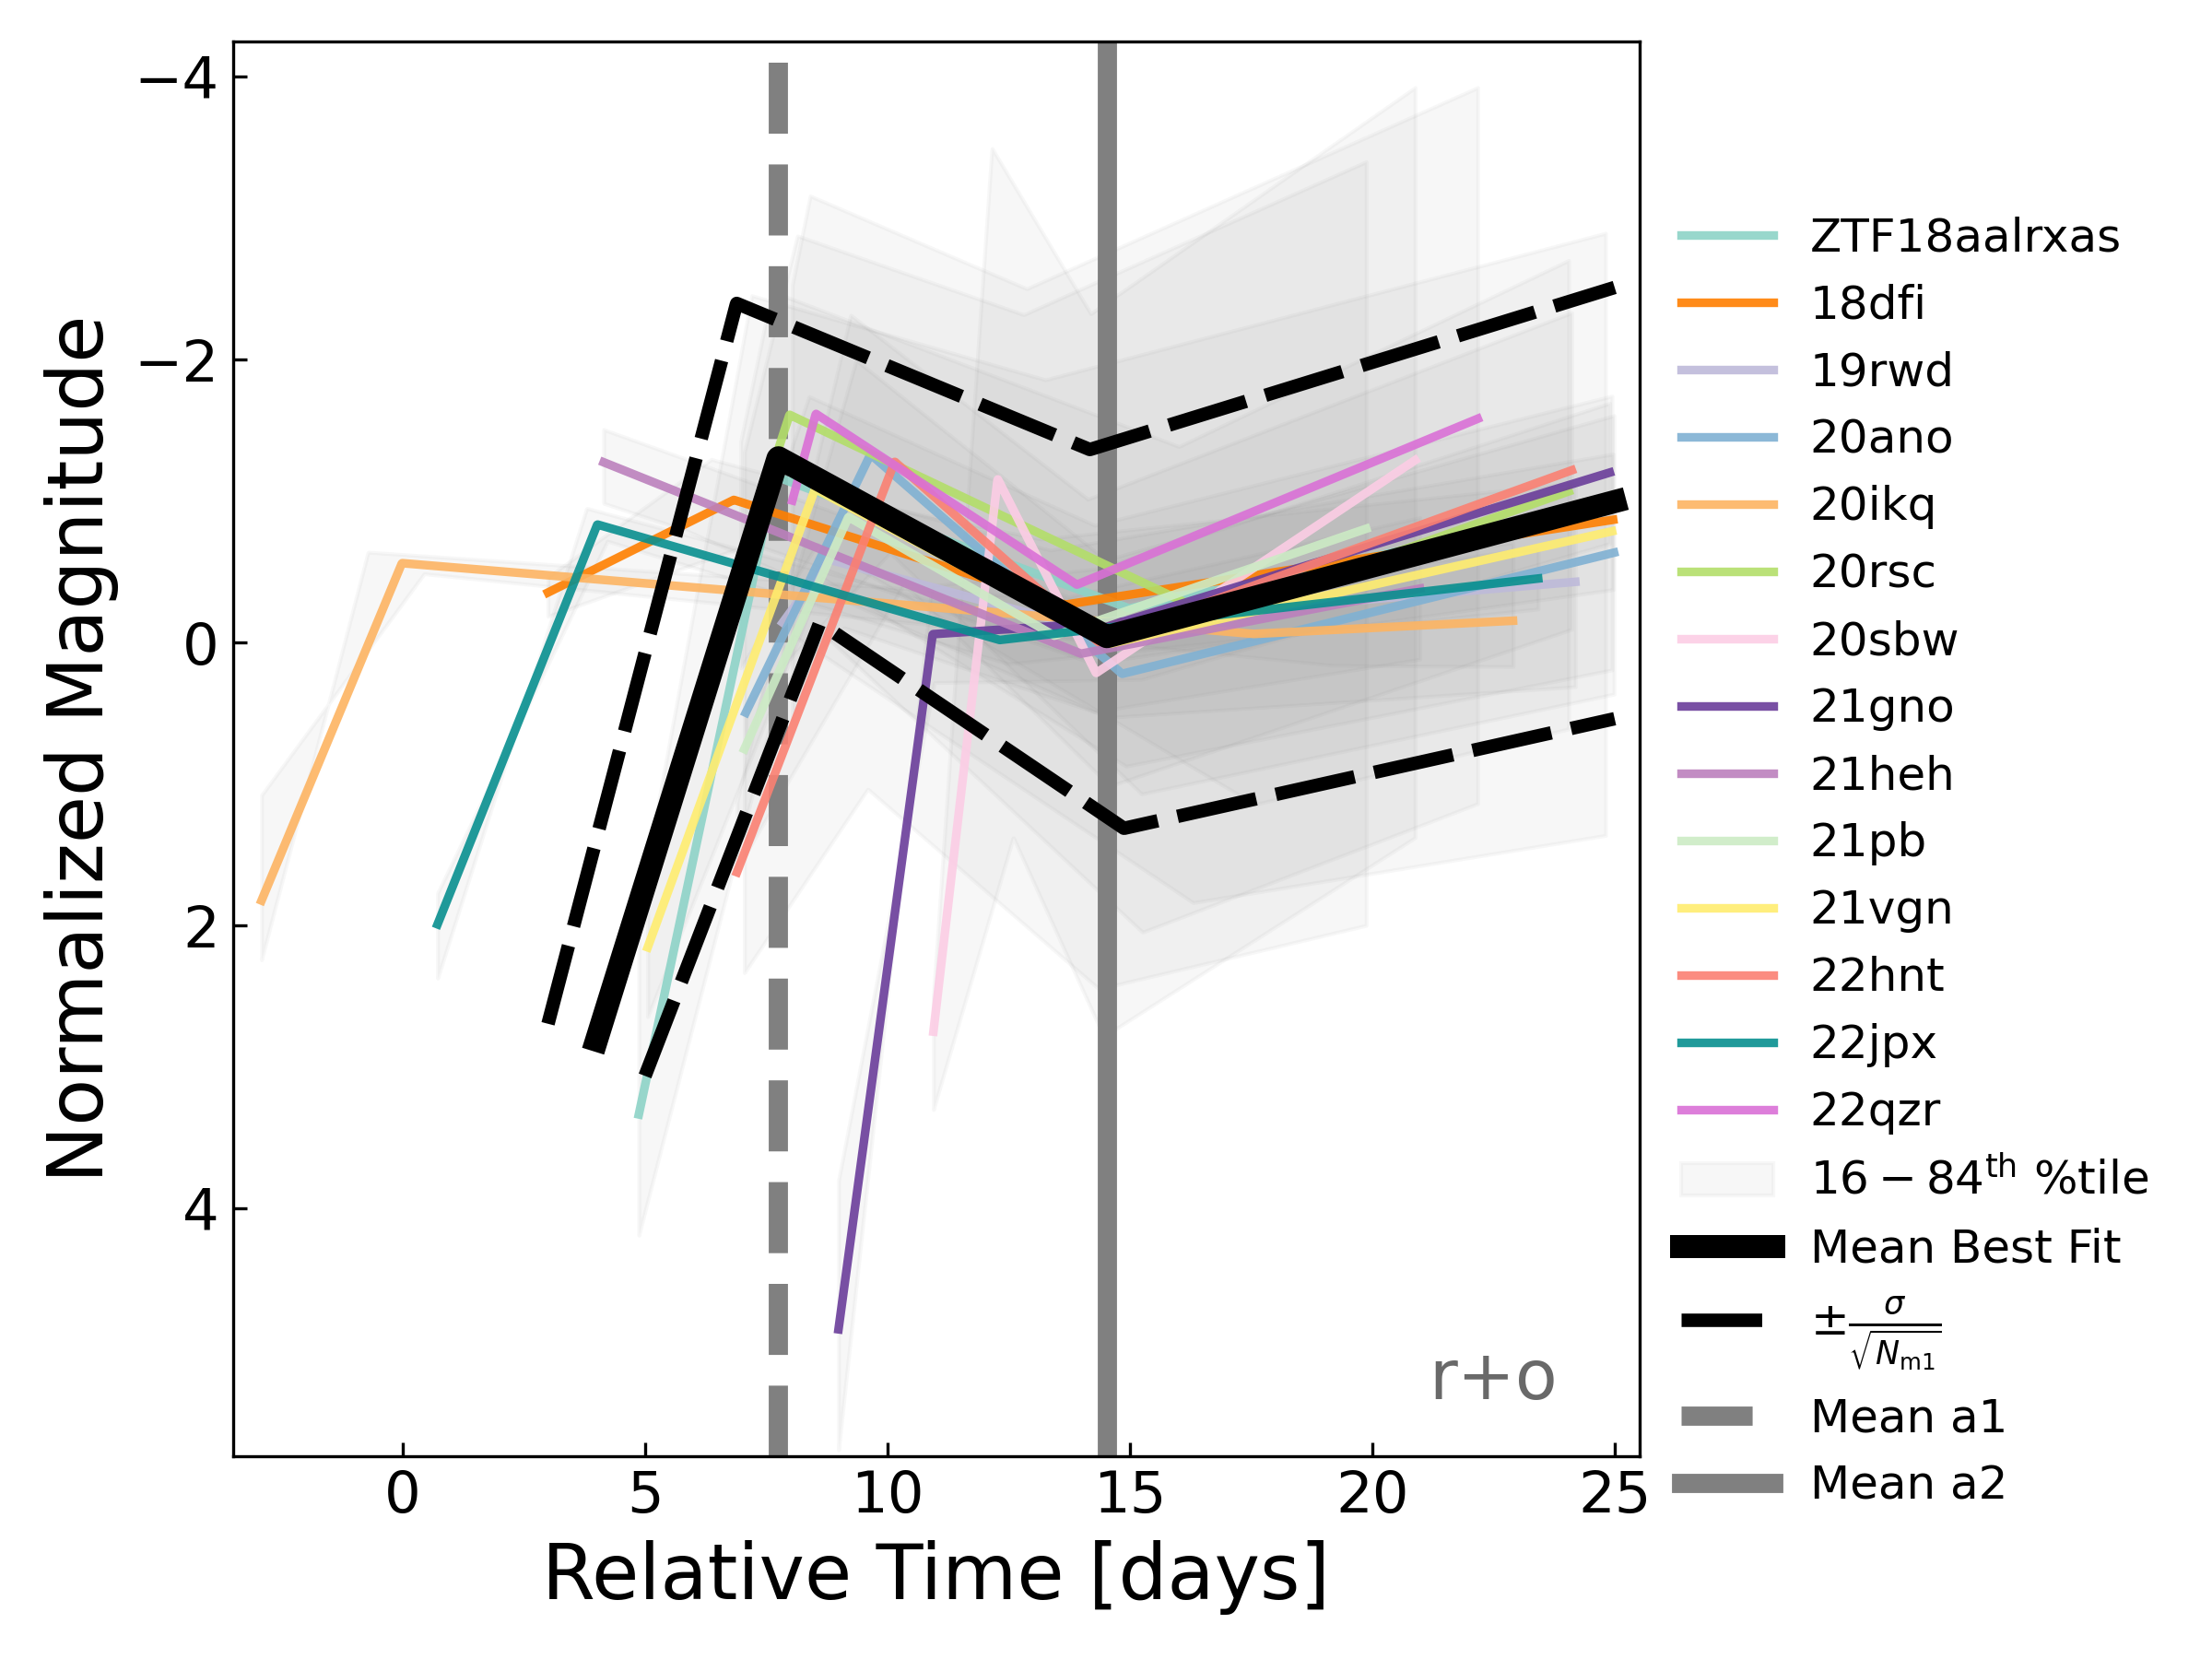 Normalized Magnitude
−4
−2
0
2
4
0 5 10 15 20 25
Relative Time [days]
r+o
ZTF18aalrxas
18dfi
19rwd
20ano
20ikq
20rsc
20sbw
21gno
21heh
21pb
21vgn
22hnt
22jpx
22qzr
16 − 84th %tile
Mean Best Fit
± σ/√Nm1
Mean a1
Mean a2